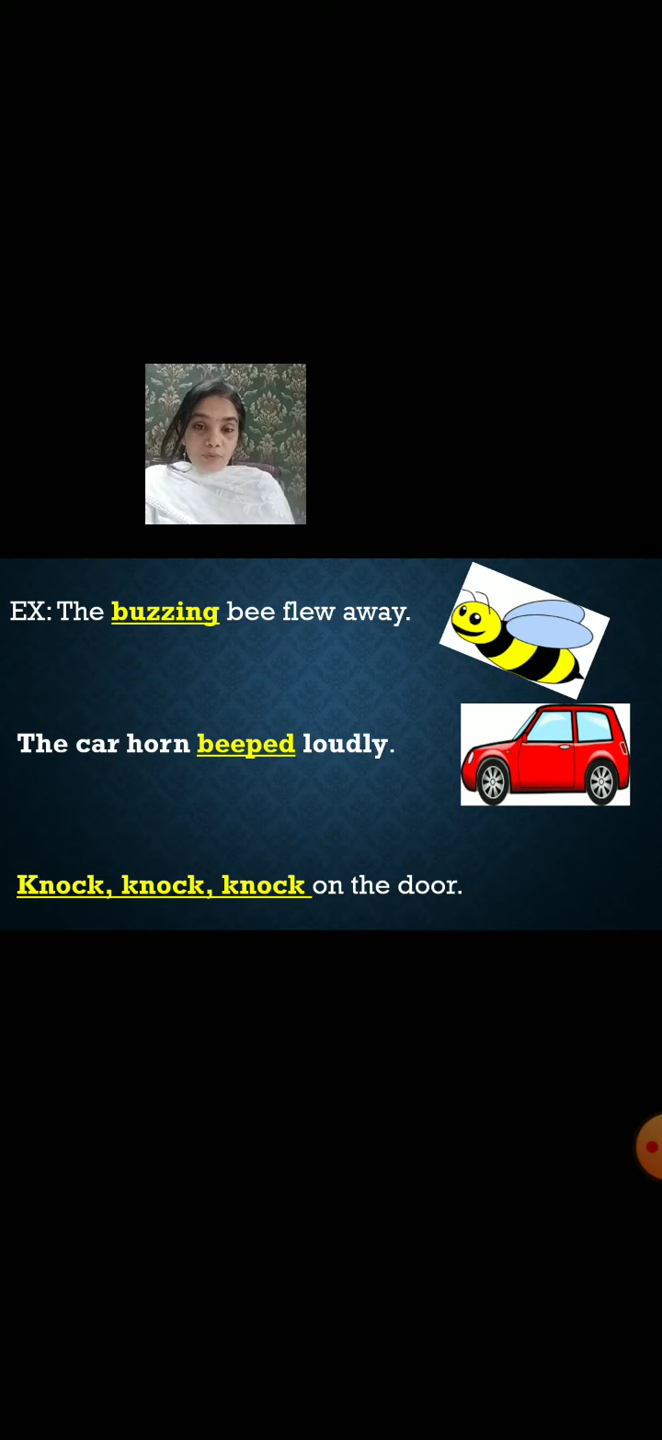 EX: The buzzing bee flew away.
The car horn beeped loudly.
Knock, knock, knock on the door.